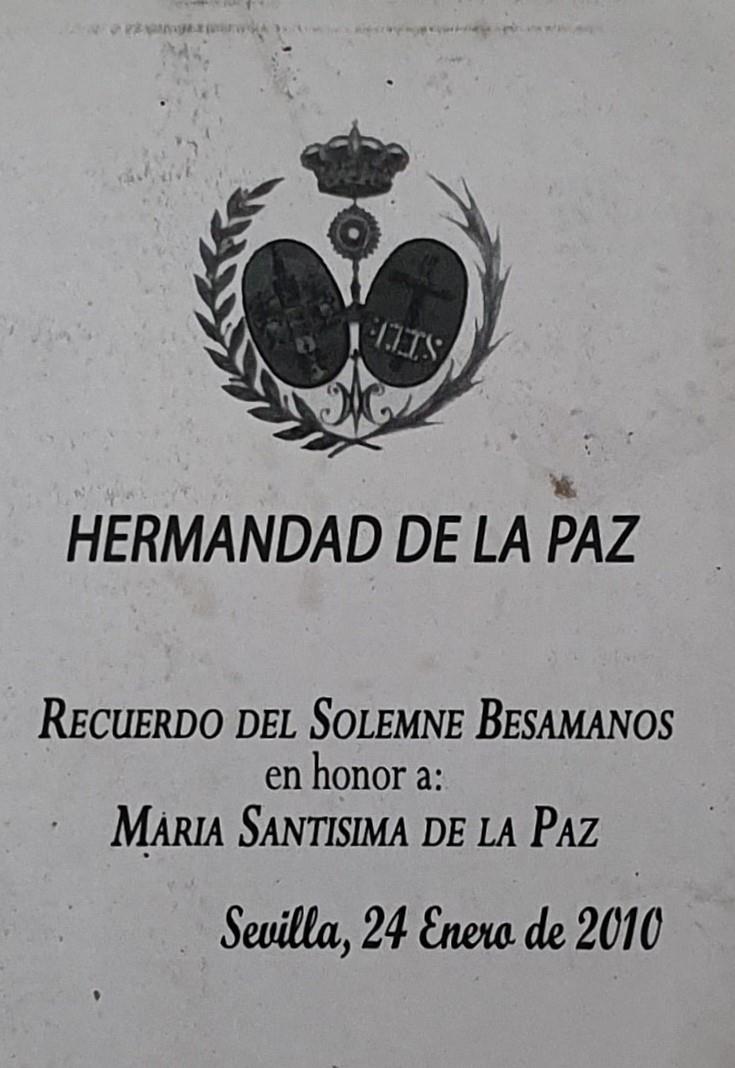 HERMANDAD DE LA PAZ
RECUERDO DEL SOLEMNE BESAMANOS
en honor a:
MARIA SANTISIMA DE LA PAZ
Sevilla, 24 Enero de 2010